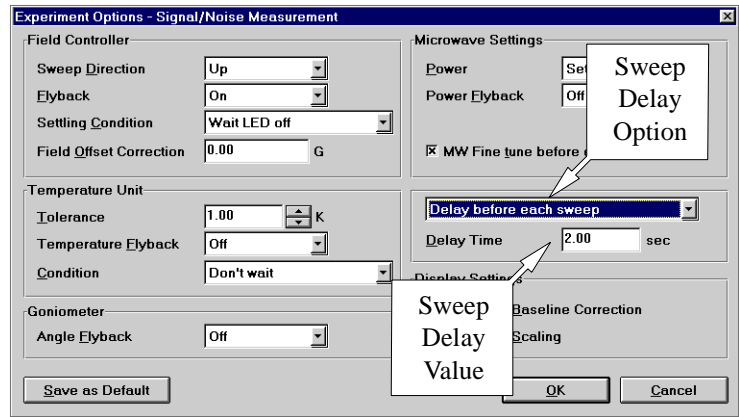 Experiment Options - Signal/Noise Measurement
Field Controller
Sweep Direction Up
Flyback On
Settling Condition Wait LED off
Field Offset Correction 0.00 G
Microwave Settings
Power Set
Power Flyback Off
MW Fine tune before
Sweep
Delay
Option
Temperature Unit
Tolerance 1.00 K
Temperature Flyback Off
Condition Don't wait
Delay before each sweep
Delay Time 2.00 sec
Goniometer
Angle Flyback Off
Display Settings
Baseline Correction
Scaling
Sweep
Delay
Value
Save as Default
OK
Cancel